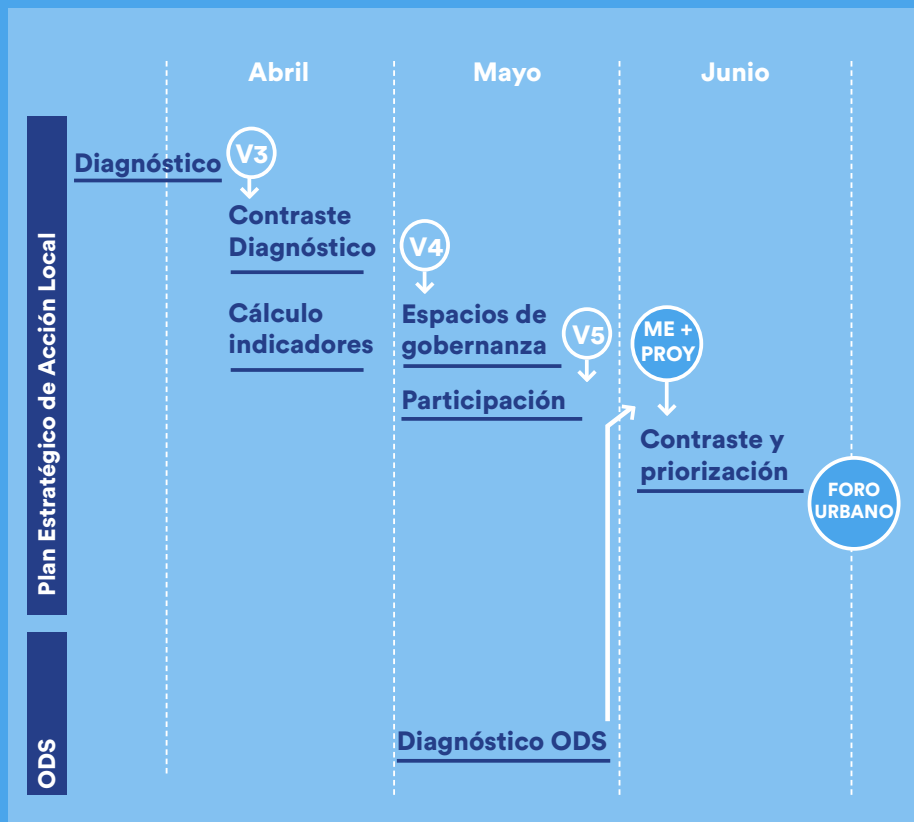 Abril
Mayo
Junio
Plan Estratégico de Acción Local
Diagnóstico
V3
Contraste
Diagnóstico
Cálculo
indicadores
V4
Espacios de
gobernanza
V5
Participación
ME +
PROY
Contraste y
priorización
FORO
URBANO
ODS
Diagnóstico ODS